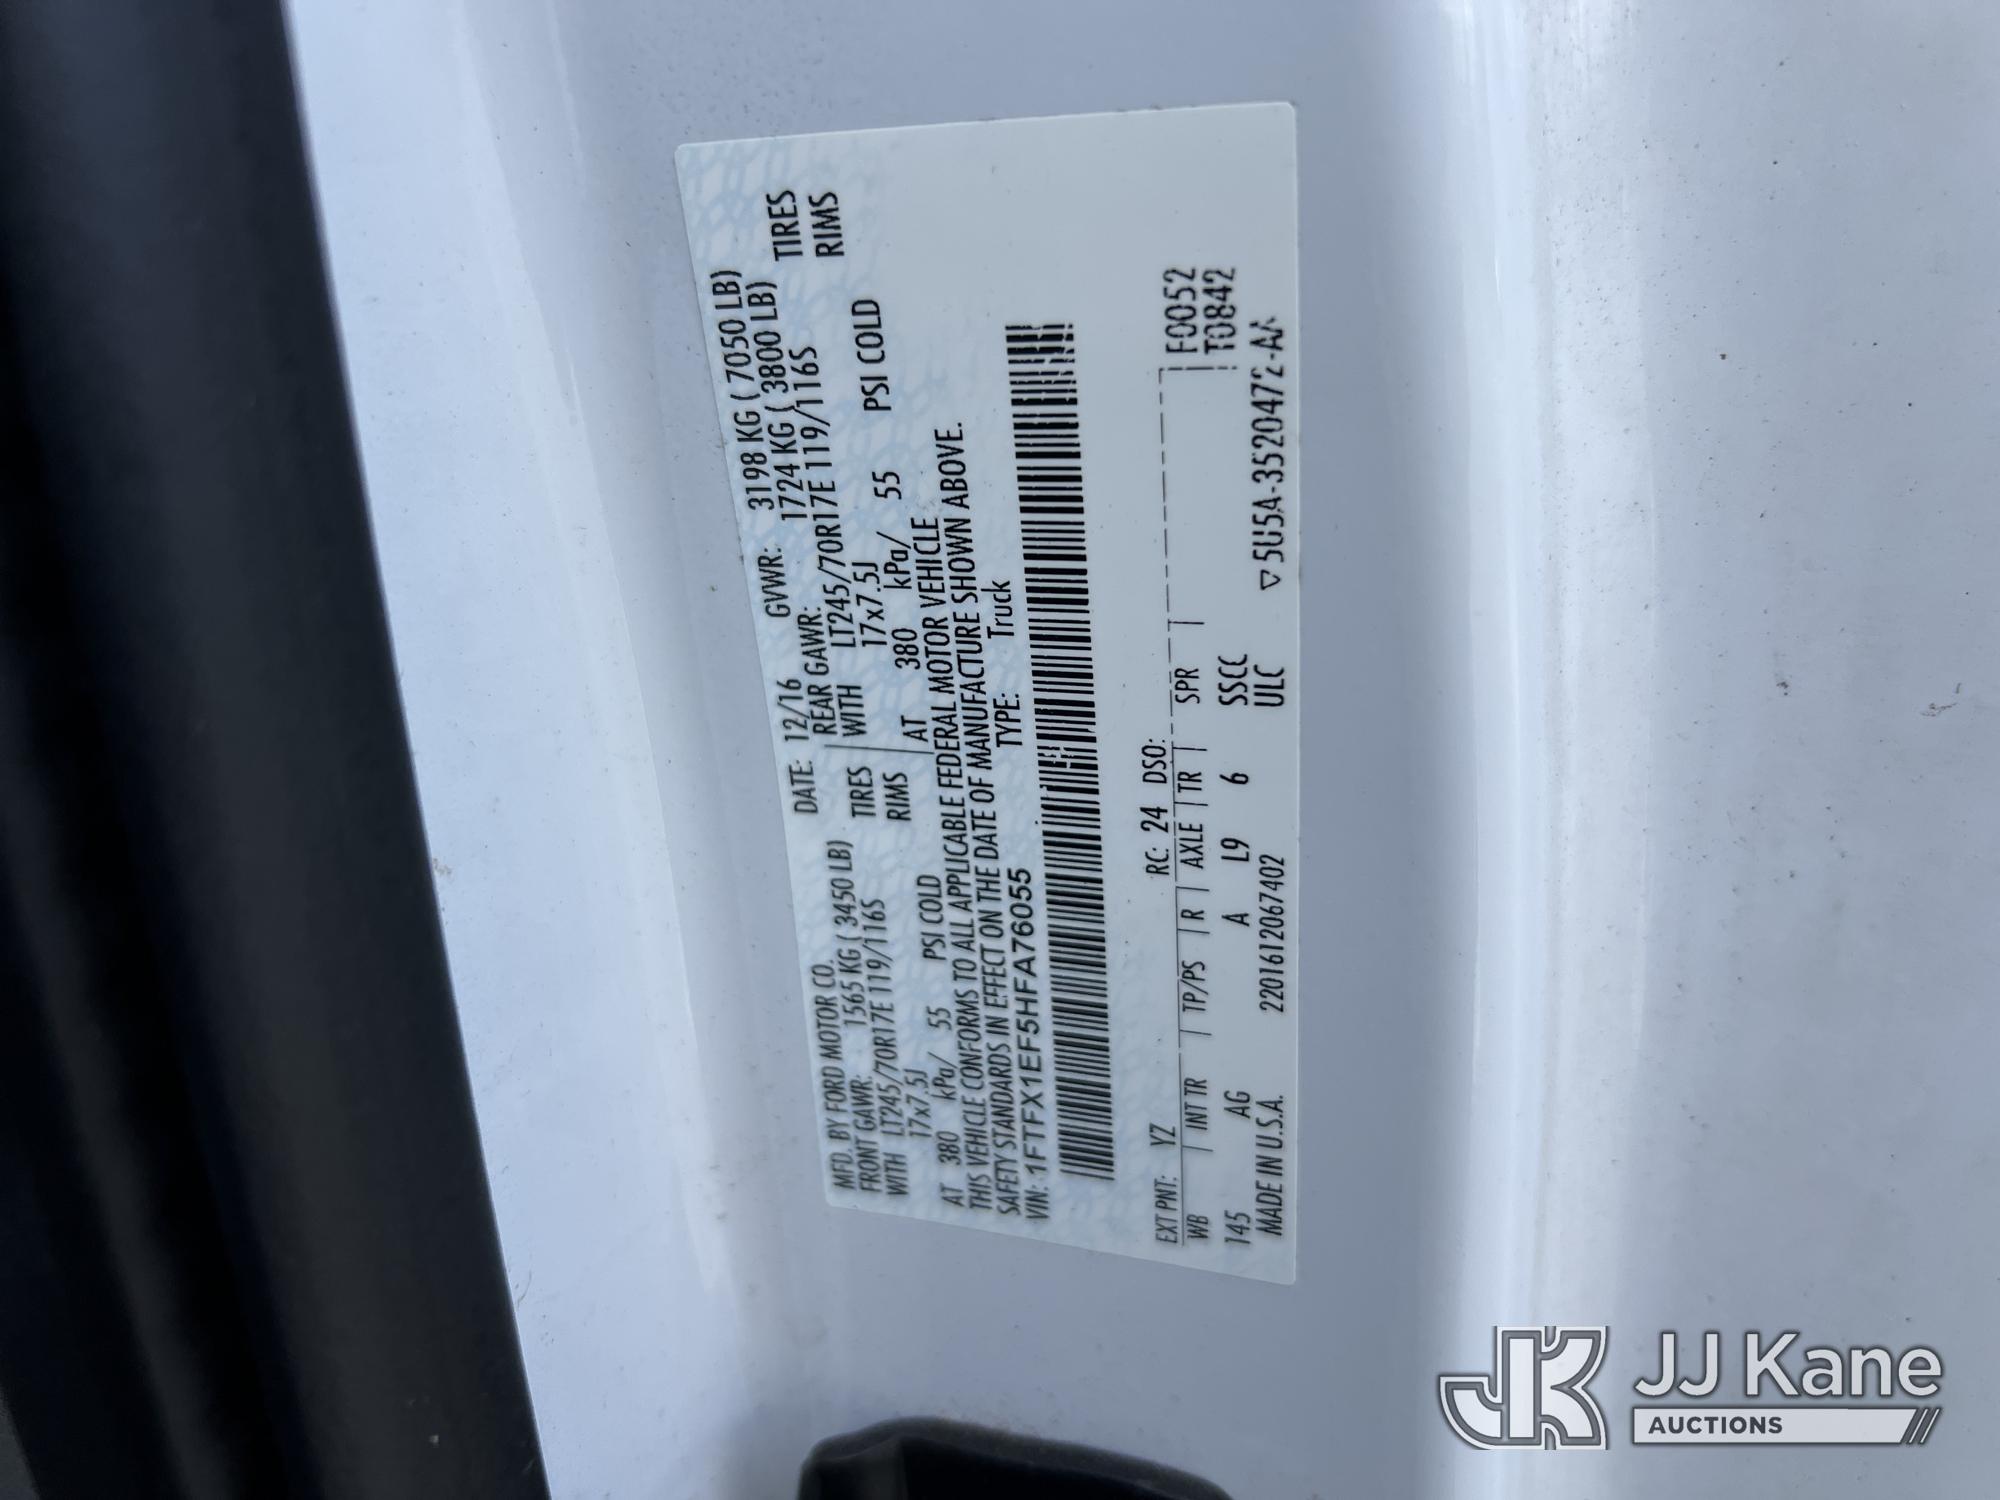 MFD. BY FORD MOTOR CO. DATE: 12/16 GVWR: 3198 KG ( 7050 LB)
FRONT GAWR: 1565 KG ( 3450 LB) REAR GAWR: 1724 KG ( 3800 LB)
WITH LT245/70R17E 119/116S TIRES WITH LT245/70R17E 119/116S TIRES
17x7.5J RIMS 17x7.5J RIMS
AT 380 kPa/ 55 PSI COLD AT 380 kPa/ 55 PSI COLD
THIS VEHICLE CONFORMS TO ALL APPLICABLE FEDERAL MOTOR VEHICLE
SAFETY STANDARDS IN EFFECT ON THE DATE OF MANUFACTURE SHOWN ABOVE.
VIN: 1FTFX1EF5HFA76055 TYPE: Truck
EXT PNT: YZ RC: 24 DSO:
WB INT TR TP/PS R AXLE TR SPR F0052
145 AG A L9 6 SSCC T0842
MADE IN U.S.A. 2201612067402 ULC ▽5U5A-3520472-AA
JK JJ Kane
AUCTIONS